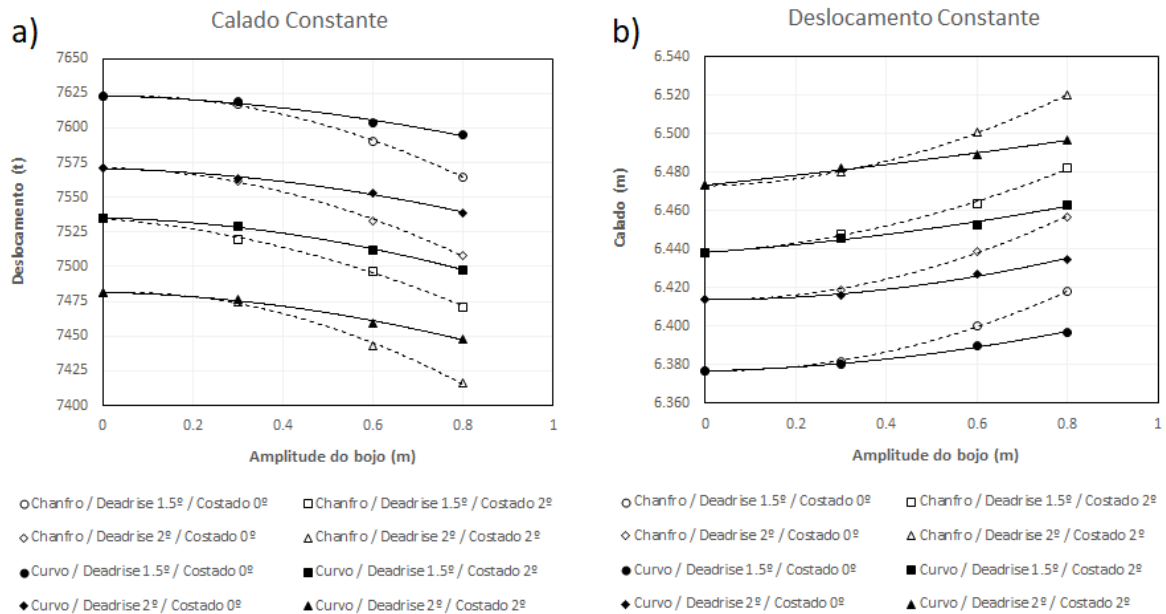 a)
Calado Constante
Deslocamento (t)
7650
7625
7600
7575
7550
7525
7500
7475
7450
7425
7400
0 0.2 0.4 0.6 0.8 1
Amplitude do bojo (m)
Chanfro / Deadrise 1.5º / Costado 0º Chanfro / Deadrise 1.5º / Costado 2º
Chanfro / Deadrise 2º / Costado 0º Chanfro / Deadrise 2º / Costado 2º
Curvo / Deadrise 1.5º / Costado 0º Curvo / Deadrise 1.5º / Costado 2º
Curvo / Deadrise 2º / Costado 0º Curvo / Deadrise 2º / Costado 2º
b)
Deslocamento Constante
Calado (m)
6.540
6.520
6.500
6.480
6.460
6.440
6.420
6.400
6.380
6.360
0 0.2 0.4 0.6 0.8 1
Amplitude do bojo (m)
Chanfro / Deadrise 1.5º / Costado 0º Chanfro / Deadrise 1.5º / Costado 2º
Chanfro / Deadrise 2º / Costado 0º Chanfro / Deadrise 2º / Costado 2º
Curvo / Deadrise 1.5º / Costado 0º Curvo / Deadrise 1.5º / Costado 2º
Curvo / Deadrise 2º / Costado 0º Curvo / Deadrise 2º / Costado 2º